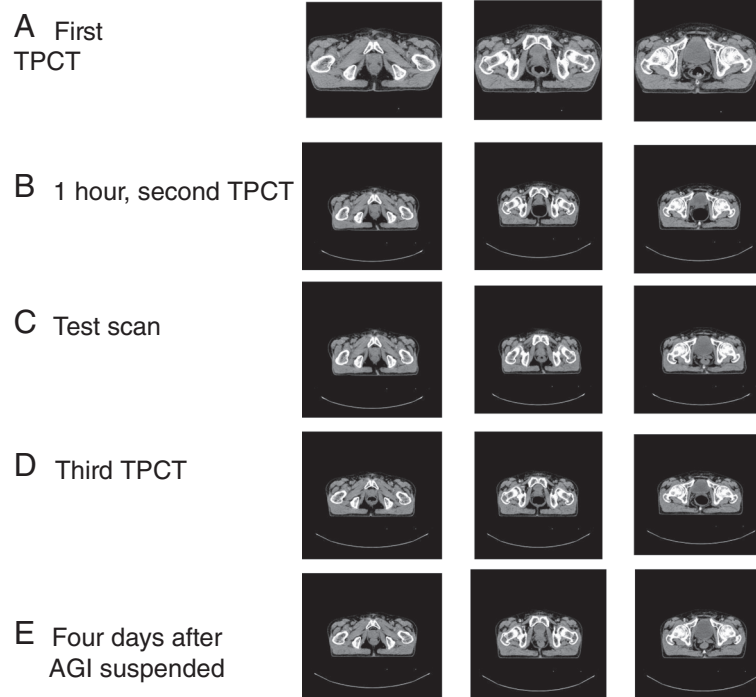 A First
TPCT
B 1 hour, second TPCT
C Test scan
D Third TPCT
E Four days after
AGI suspended